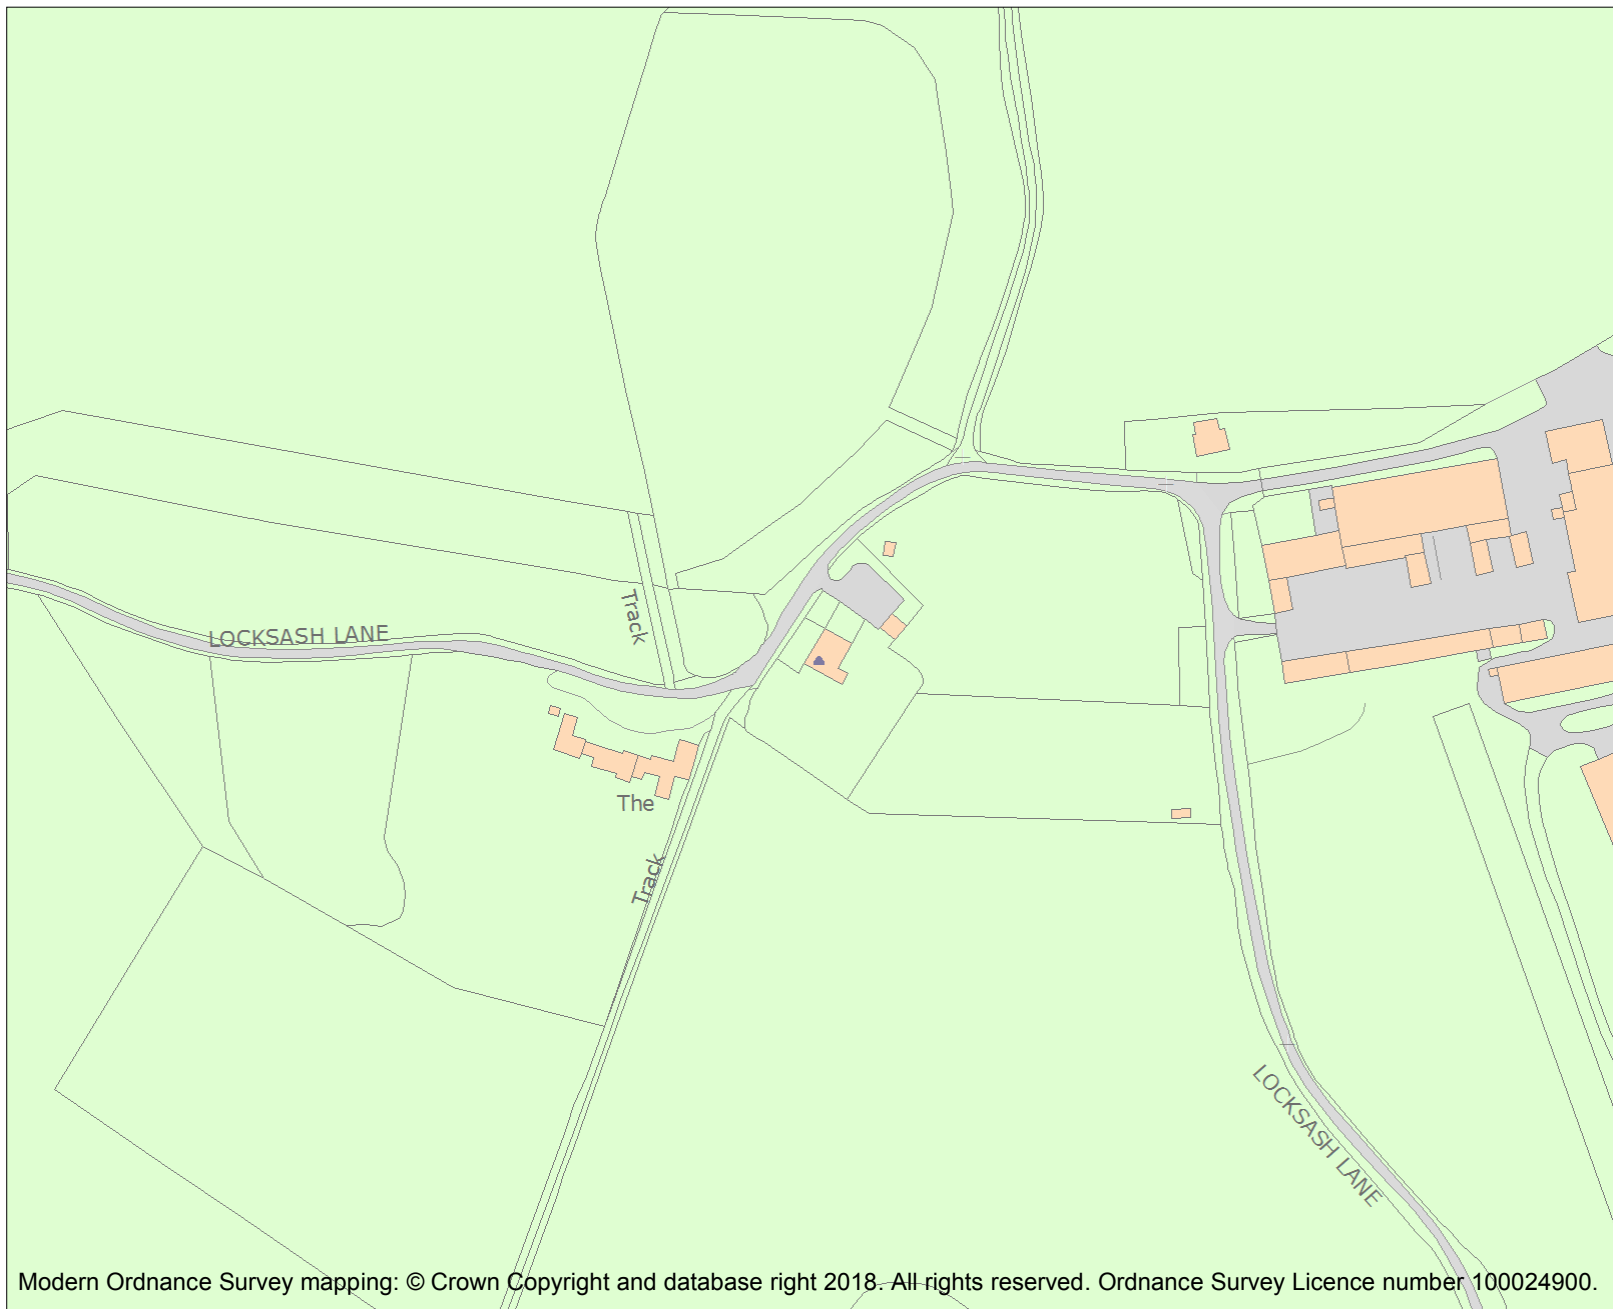 Track
LOCKSASH LANE
The
Track
LOCKSASH LANE
Modern Ordnance Survey mapping: © Crown Copyright and database right 2018. All rights reserved. Ordnance Survey Licence number 100024900.